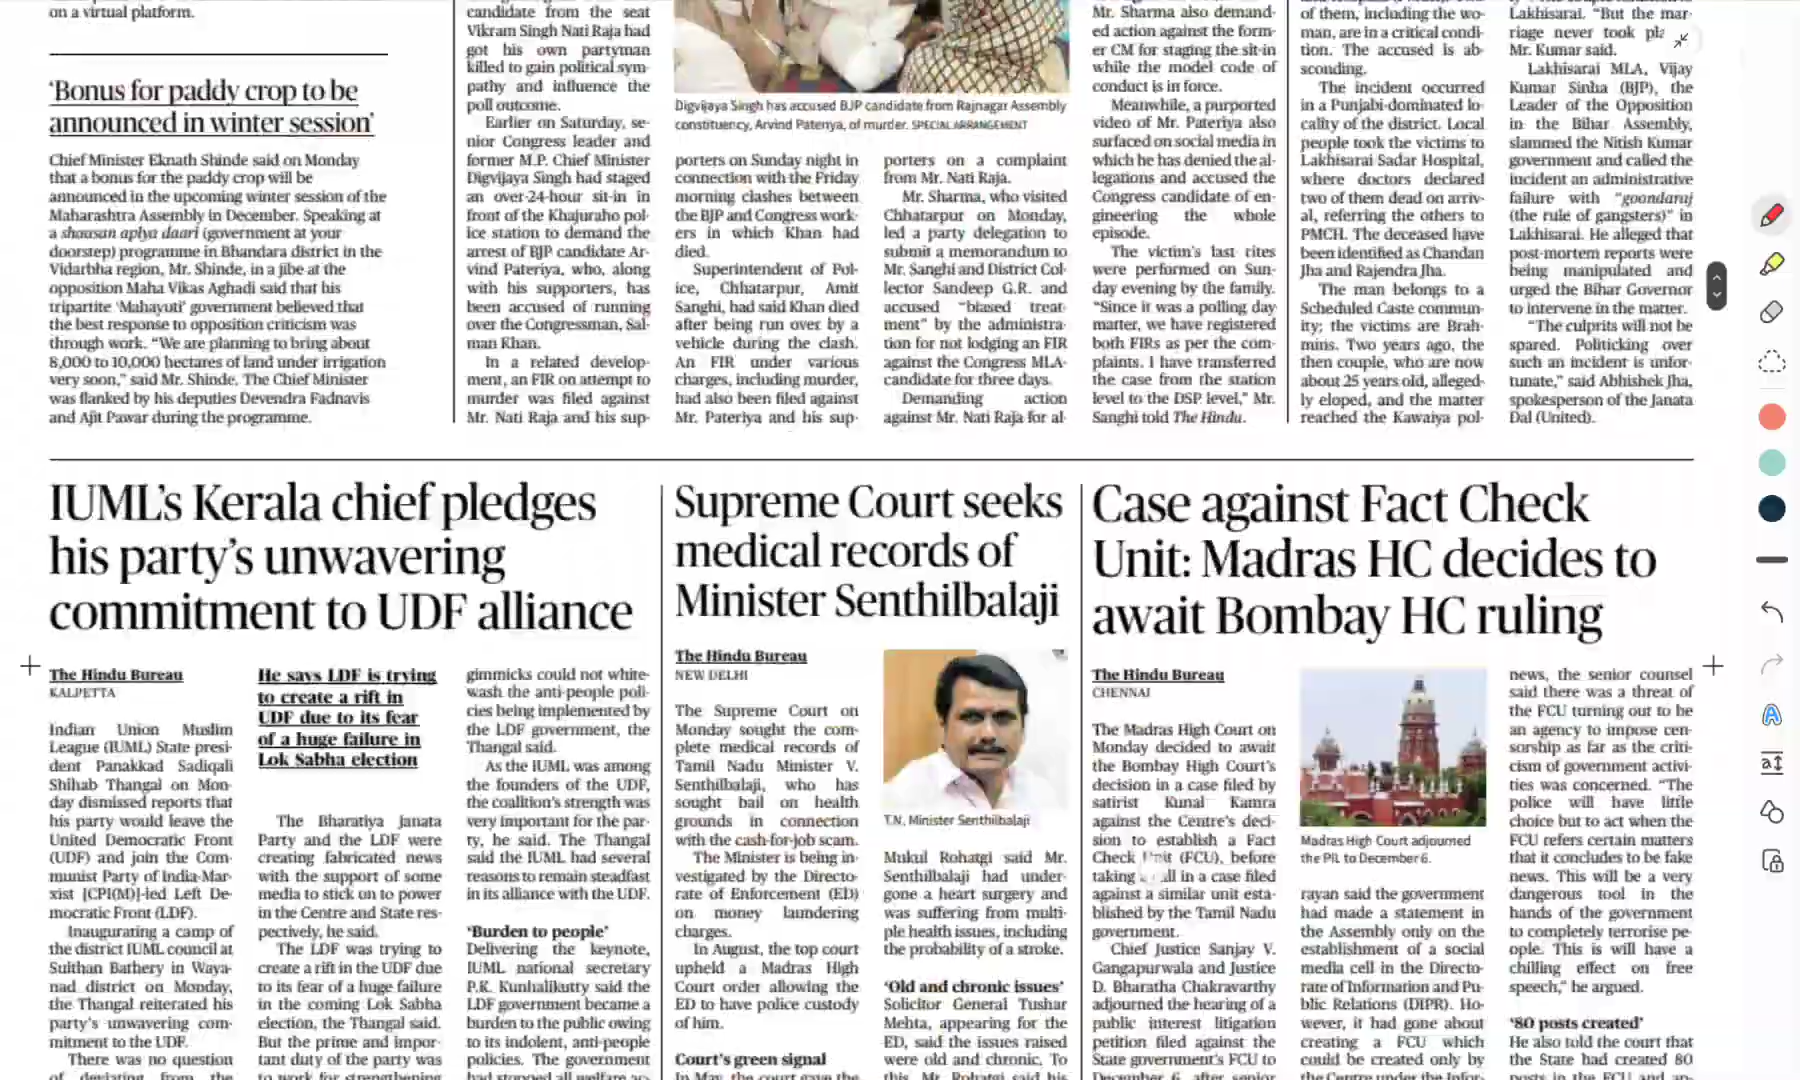 on a virtual platform.
‘Bonus for paddy crop to be
announced in winter session’
Chief Minister Eknath Shinde said on Monday
that a bonus for the paddy crop will be
announced in the upcoming winter session of the
Maharashtra Assembly in December. Speaking at
a shaasan aplya daari (government at your
doorstep) programme in Bhandara district in the
Vidarbha region, Mr. Shinde, in a jibe at the
opposition Maha Vikas Aghadi said that his
tripartite ‘Mahayuti’ government believed that
the best response to opposition criticism was
through work. “We are planning to bring about
8,000 to 10,000 hectares of land under irrigation
very soon,” said Mr. Shinde. The Chief Minister
was flanked by his deputies Devendra Fadnavis
and Ajit Pawar during the programme.
candidate from the seat
Vikram Singh Nati Raja had
got his own partyman
killed to gain political sym-
pathy and influence the
poll outcome.
Earlier on Saturday, se-
nior Congress leader and
former M.P. Chief Minister
Digvijaya Singh had staged
an over-24-hour sit-in in
front of the Khajuraho pol-
ice station to demand the
arrest of BJP candidate Ar-
vind Pateriya, who, along
with his supporters, has
been accused of running
over the Congressman, Sal-
man Khan.
In a related develop-
ment, an FIR on attempt to
murder was filed against
Mr. Nati Raja and his sup-
Digvijaya Singh has accused BJP candidate from Rajnagar Assembly
constituency, Arvind Pateriya, of murder. SPECIAL ARRANGEMENT
porters on Sunday night in
connection with the Friday
morning clashes between
the BJP and Congress work-
ers in which Khan had
died.
Superintendent of Pol-
ice, Chhatarpur, Amit
Sanghi, had said Khan died
after being run over by a
vehicle during the clash.
An FIR under various
charges, including murder,
had also been filed against
Mr. Pateriya and his sup-
porters on a complaint
from Mr. Nati Raja.
Mr. Sharma, who visited
Chhatarpur on Monday,
led a party delegation to
submit a memorandum to
Mr. Sanghi and District Col-
lector Sandeep G.R. and
accused “biased treat-
ment” by the administra-
tion for not lodging an FIR
against the Congress MLA-
candidate for three days.
Demanding action
against Mr. Nati Raja for al-
Mr. Sharma also demand-
ed action against the form-
er CM for staging the sit-in
while the model code of
conduct is in force.
Meanwhile, a purported
video of Mr. Pateriya also
surfaced on social media in
which he has denied the al-
legations and accused the
Congress candidate of en-
gineering the whole
episode.
The victim’s last rites
were performed on Sun-
day evening by the family.
“Since it was a polling day
matter, we have registered
both FIRs as per the com-
plaints. I have transferred
the case from the station
level to the DSP level,” Mr.
Sanghi told The Hindu.
of them, including the wo-
man, are in a critical condi-
tion. The accused is ab-
sconding.
The incident occurred
in a Punjabi-dominated lo-
cality of the district. Local
people took the victims to
Lakhisarai Sadar Hospital,
where doctors declared
two of them dead on arriv-
al, referring the others to
PMCH. The deceased have
been identified as Chandan
Jha and Rajendra Jha.
The man belongs to a
Scheduled Caste commun-
ity; the victims are Brah-
mins. Two years ago, the
then couple, who are now
about 25 years old, alleged-
ly eloped, and the matter
reached the Kawaiya pol-
Lakhisarai. “But the mar-
riage never took
Mr. Kumar said.
Lakhisarai MLA, Vijay
Kumar Sinha (BJP), the
Leader of the Opposition
in the Bihar Assembly,
slammed the Nitish Kumar
government and called the
incident an administrative
failure with “goondaraj
(the rule of gangsters)” in
Lakhisarai. He alleged that
post-mortem reports were
being manipulated and
urged the Bihar Governor
to intervene in the matter.
“The culprits will not be
spared. Politicking over
such an incident is unfor-
tunate,” said Abhishek Jha,
spokesperson of the Janata
Dal (United).
IUML’s Kerala chief pledges
his party’s unwavering
commitment to UDF alliance
The Hindu Bureau
KALPETTA
Indian Union Muslim
League (IUML) State presi-
dent Panakkad Sadiqali
Shihab Thangal on Mon-
day dismissed reports that
his party would leave the
United Democratic Front
(UDF) and join the Com-
munist Party of India-Mar-
xist [CPI(M)]-led Left De-
mocratic Front (LDF).
Inaugurating a camp of
the district IUML council at
Sulthan Bathery in Waya-
nad district on Monday,
the Thangal reiterated his
party’s unwavering com-
mitment to the UDF.
There was no question
of deviating from the
He says LDF is trying
to create a rift in
UDF due to its fear
of a huge failure in
Lok Sabha election
The Bharatiya Janata
Party and the LDF were
creating fabricated news
with the support of some
media to stick on to power
in the Centre and State res-
pectively, he said.
The LDF was trying to
create a rift in the UDF due
to its fear of a huge failure
in the coming Lok Sabha
election, the Thangal said.
But the prime and impor-
tant duty of the party was
to work for strengthening
gimmicks could not white-
wash the anti-people poli-
cies being implemented by
the LDF government, the
Thangal said.
As the IUML was among
the founders of the UDF,
the coalition’s strength was
very important for the par-
ty, he said. The Thangal
said the IUML had several
reasons to remain steadfast
in its alliance with the UDF.
‘Burden to people’
Delivering the keynote,
IUML national secretary
P.K. Kunhalikutty said the
LDF government became a
burden to the public owing
to its indolent, anti-people
policies. The government
had stopped all welfare ac-
Supreme Court seeks
medical records of
Minister Senthilbalaji
The Hindu Bureau
NEW DELHI
The Supreme Court on
Monday sought the com-
plete medical records of
Tamil Nadu Minister V.
Senthilbalaji, who has
sought bail on health
grounds in connection
with the cash-for-job scam.
The Minister is being in-
vestigated by the Directo-
rate of Enforcement (ED)
on money laundering
charges.
In August, the top court
upheld a Madras High
Court order allowing the
ED to have police custody
of him.
Court’s green signal
In May, the court gave the
T.N. Minister Senthilbalaji
Mukul Rohatgi said Mr.
Senthilbalaji had under-
gone a heart surgery and
was suffering from multi-
ple health issues, including
the probability of a stroke.
‘Old and chronic issues’
Solicitor General Tushar
Mehta, appearing for the
ED, said the issues raised
were old and chronic. To
this, Mr. Rohatgi said his
Case against Fact Check
Unit: Madras HC decides to
await Bombay HC ruling
The Hindu Bureau
CHENNAI
The Madras High Court on
Monday decided to await
the Bombay High Court’s
decision in a case filed by
satirist Kunal Kamra
against the Centre’s deci-
sion to establish a Fact
Check Unit (FCU), before
taking a call in a case filed
against a similar unit esta-
blished by the Tamil Nadu
government.
Chief Justice Sanjay V.
Gangapurwala and Justice
D. Bharatha Chakravarthy
adjourned the hearing of a
public interest litigation
petition filed against the
State government’s FCU to
December 6, after senior
Madras High Court adjourned
the PIL to December 6.
rayan said the government
had made a statement in
the Assembly only on the
establishment of a social
media cell in the Directo-
rate of Information and Pu-
blic Relations (DIPR). Ho-
wever, it had gone about
creating a FCU which
could be created only by
the Centre under the Infor-
news, the senior counsel
said there was a threat of
the FCU turning out to be
an agency to impose cen-
sorship as far as the criti-
cism of government activi-
ties was concerned. “The
police will have little
choice but to act when the
FCU refers certain matters
that it concludes to be fake
news. This will be a very
dangerous tool in the
hands of the government
to completely terrorise pe-
ople. This is will have a
chilling effect on free
speech,” he argued.
‘80 posts created’
He also told the court that
the State had created 80
posts in the FCU and ap-